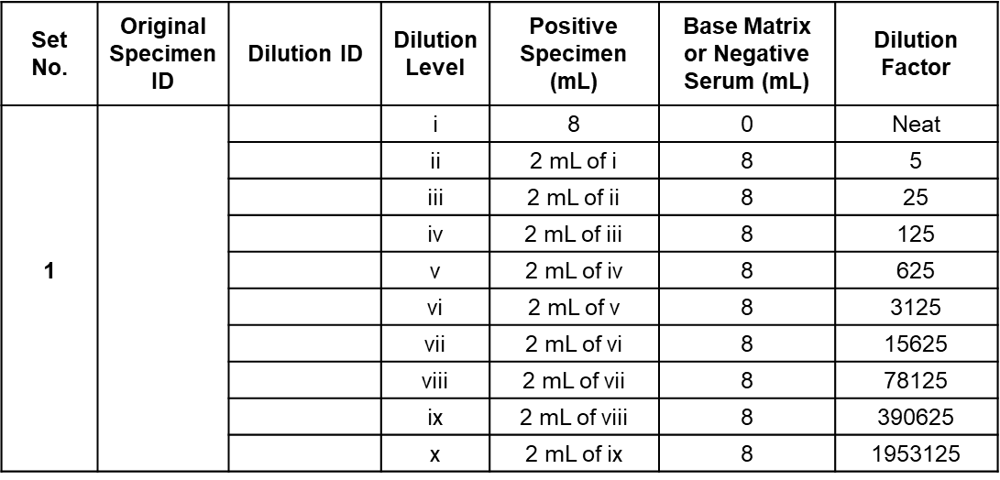 Set No. | Original Specimen ID | Dilution ID | Dilution Level | Positive Specimen (mL) | Base Matrix or Negative Serum (mL) | Dilution Factor
1
i | 8 | 0 | Neat
ii | 2 mL of i | 8 | 5
iii | 2 mL of ii | 8 | 25
iv | 2 mL of iii | 8 | 125
v | 2 mL of iv | 8 | 625
vi | 2 mL of v | 8 | 3125
vii | 2 mL of vi | 8 | 15625
viii | 2 mL of vii | 8 | 78125
ix | 2 mL of viii | 8 | 390625
x | 2 mL of ix | 8 | 1953125